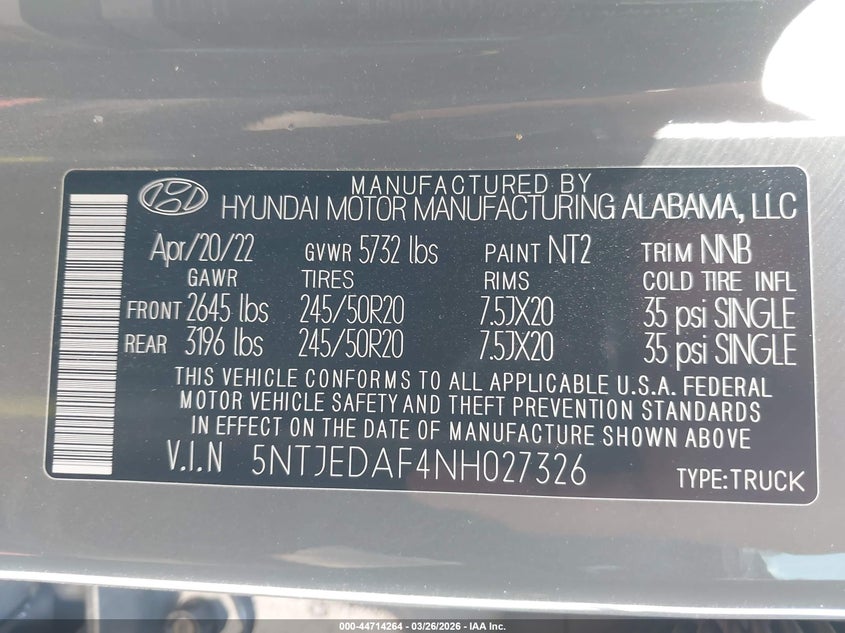 MANUFACTURED BY
HYUNDAI MOTOR MANUFACTURING ALABAMA, LLC
Apr/20/22 GVWR 5732 lbs PAINT NT2 TRIM NNB
GAWR TIRES RIMS COLD TIRE INFL
FRONT 2645 lbs 245/50R20 7.5JX20 35 psi SINGLE
REAR 3196 lbs 245/50R20 7.5JX20 35 psi SINGLE
THIS VEHICLE CONFORMS TO ALL APPLICABLE U.S.A. FEDERAL
MOTOR VEHICLE SAFETY AND THEFT PREVENTION STANDARDS
IN EFFECT ON THE DATE OF MANUFACTURE SHOWN ABOVE
V.I.N 5NTJEDAF4NH027326 TYPE:TRUCK
000-44714264 - 03/26/2026 - IAA Inc.